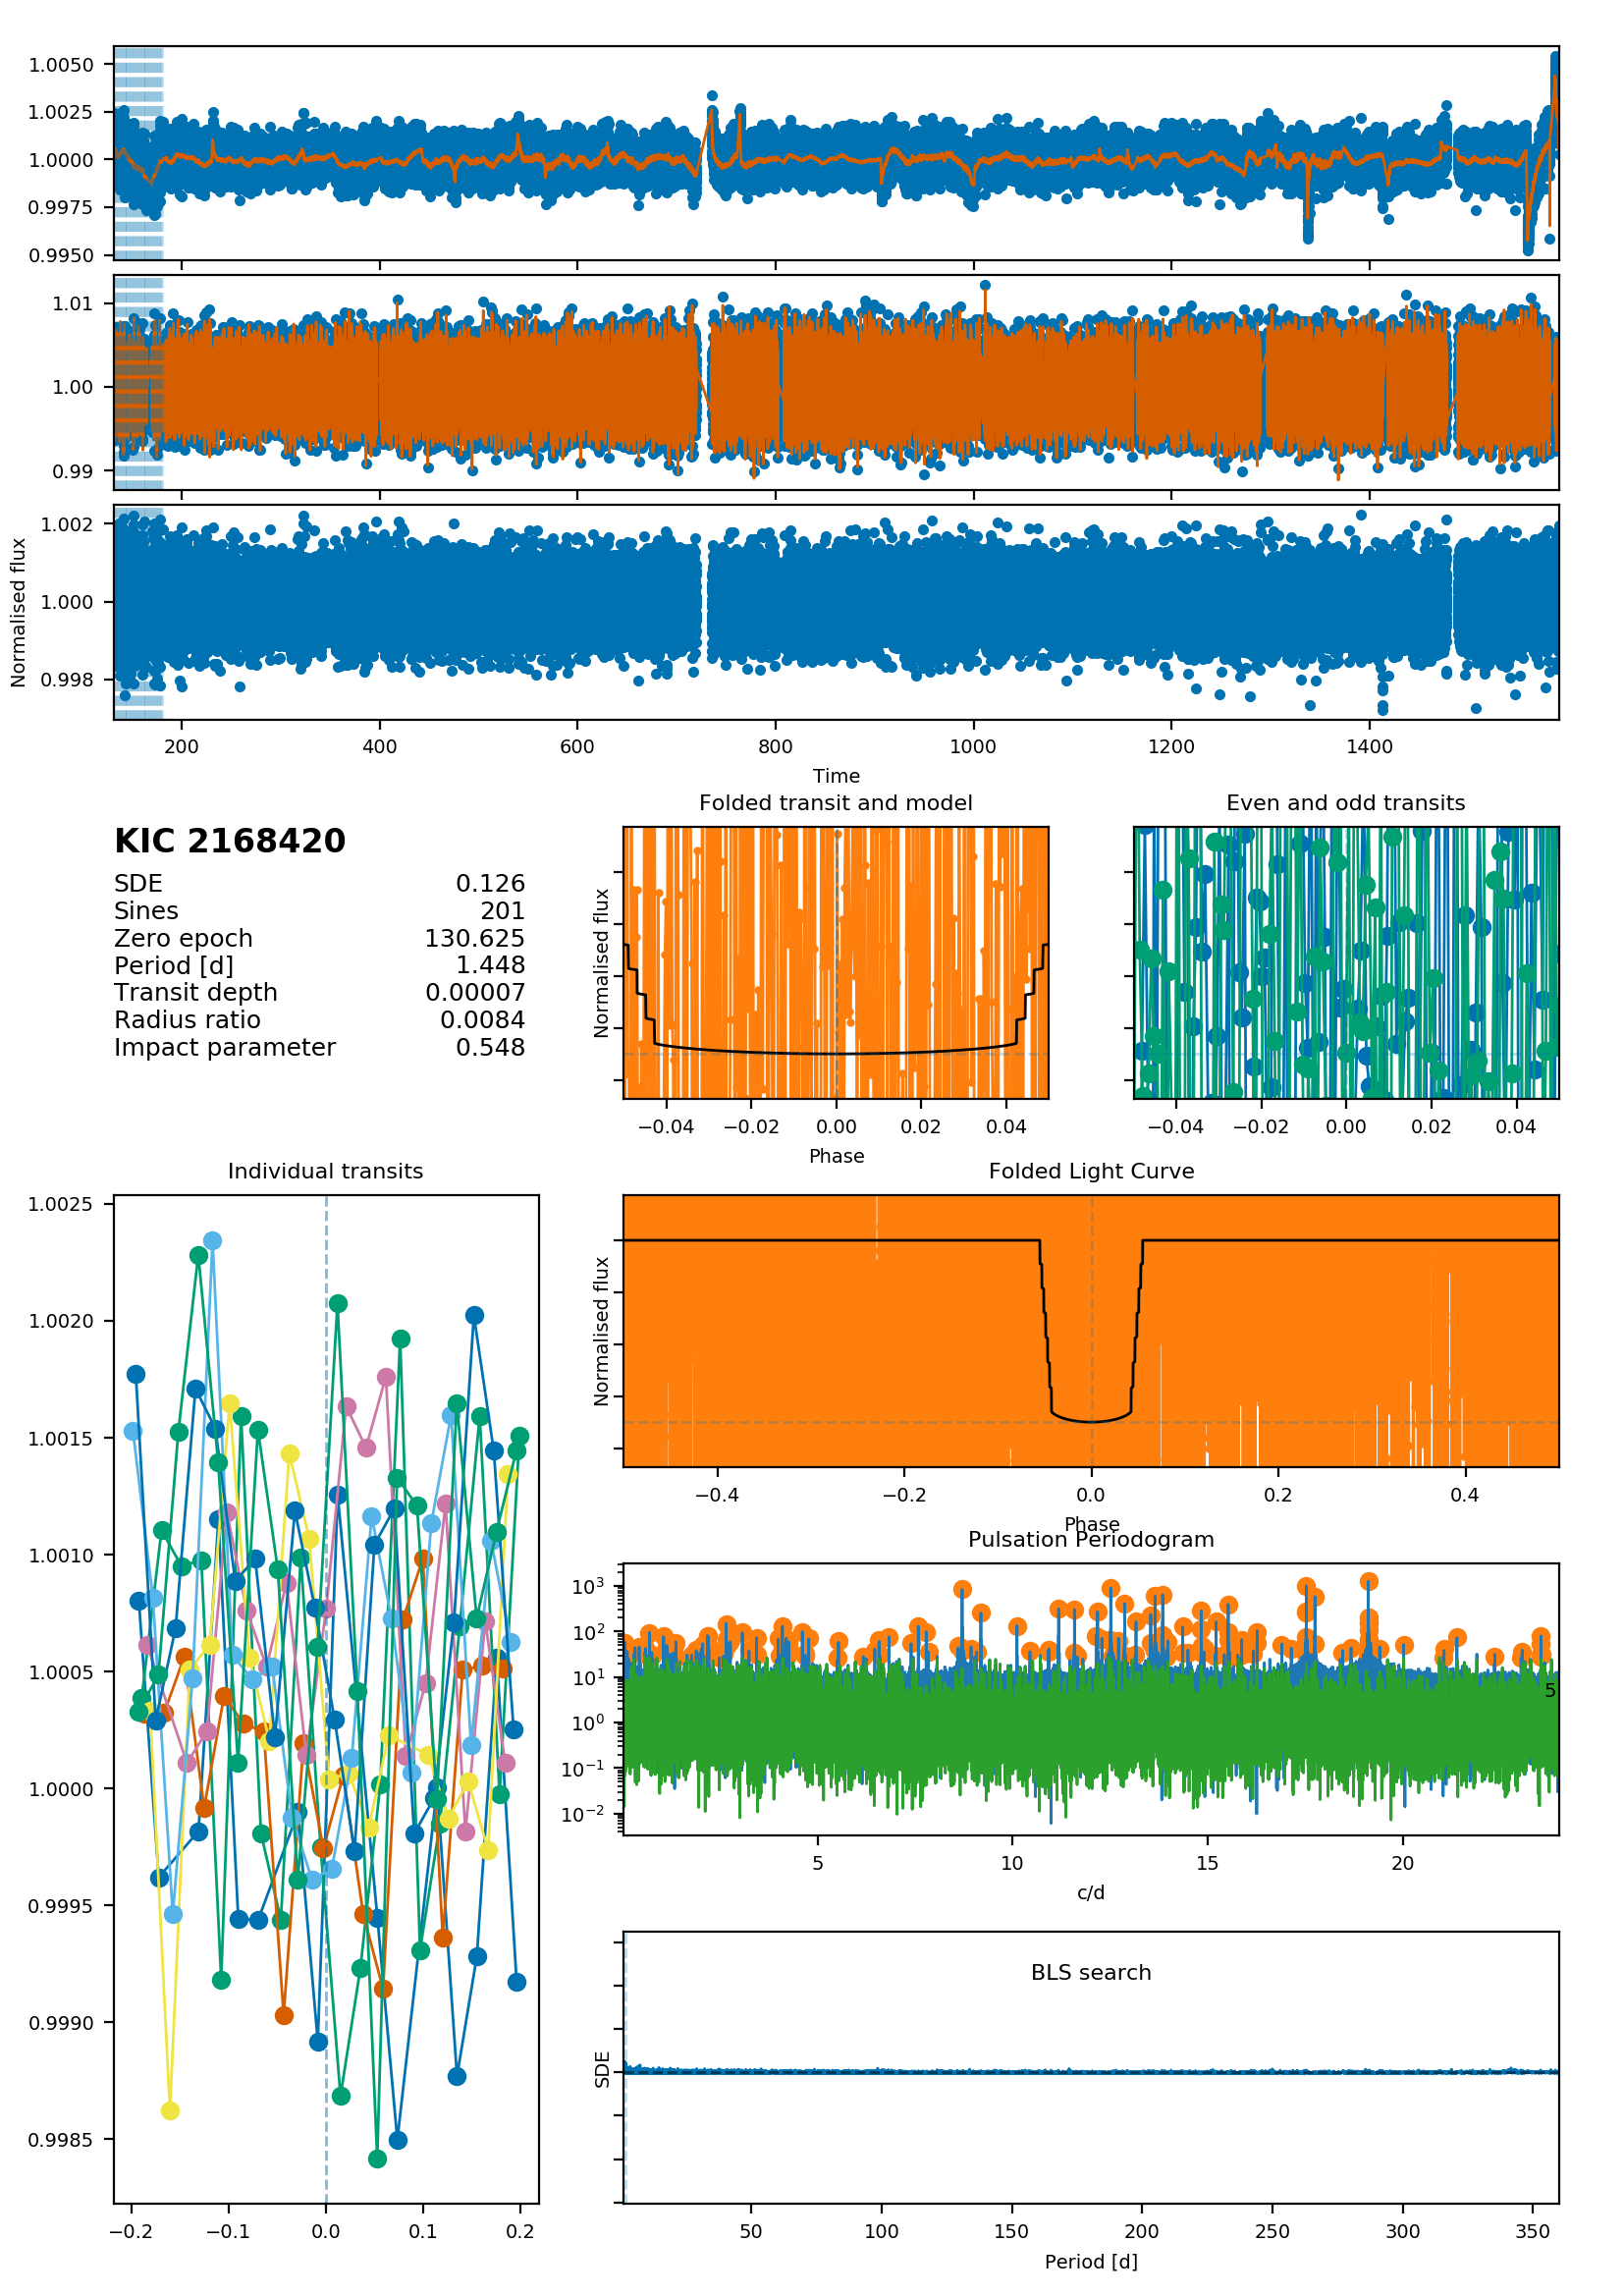 1.0050
1.0025
1.0000
0.9975
0.9950
1.01
1.00
0.99
1.002
1.000
0.998
Normalised flux
200 400 600 800 1000 1200 1400
Time
KIC 2168420
SDE 0.126
Sines 201
Zero epoch 130.625
Period [d] 1.448
Transit depth 0.00007
Radius ratio 0.0084
Impact parameter 0.548
Folded transit and model
Normalised flux
−0.04 −0.02 0.00 0.02 0.04
Phase
Even and odd transits
−0.04 −0.02 0.00 0.02 0.04
Individual transits
1.0025
1.0020
1.0015
1.0010
1.0005
1.0000
0.9995
0.9990
0.9985
−0.2 −0.1 0.0 0.1 0.2
Folded Light Curve
Normalised flux
−0.4 −0.2 0.0 0.2 0.4
Phase
Pulsation Periodogram
10³
10²
10¹
10⁰
10⁻¹
10⁻²
5
5 10 15 20
c/d
BLS search
SDE
50 100 150 200 250 300 350
Period [d]